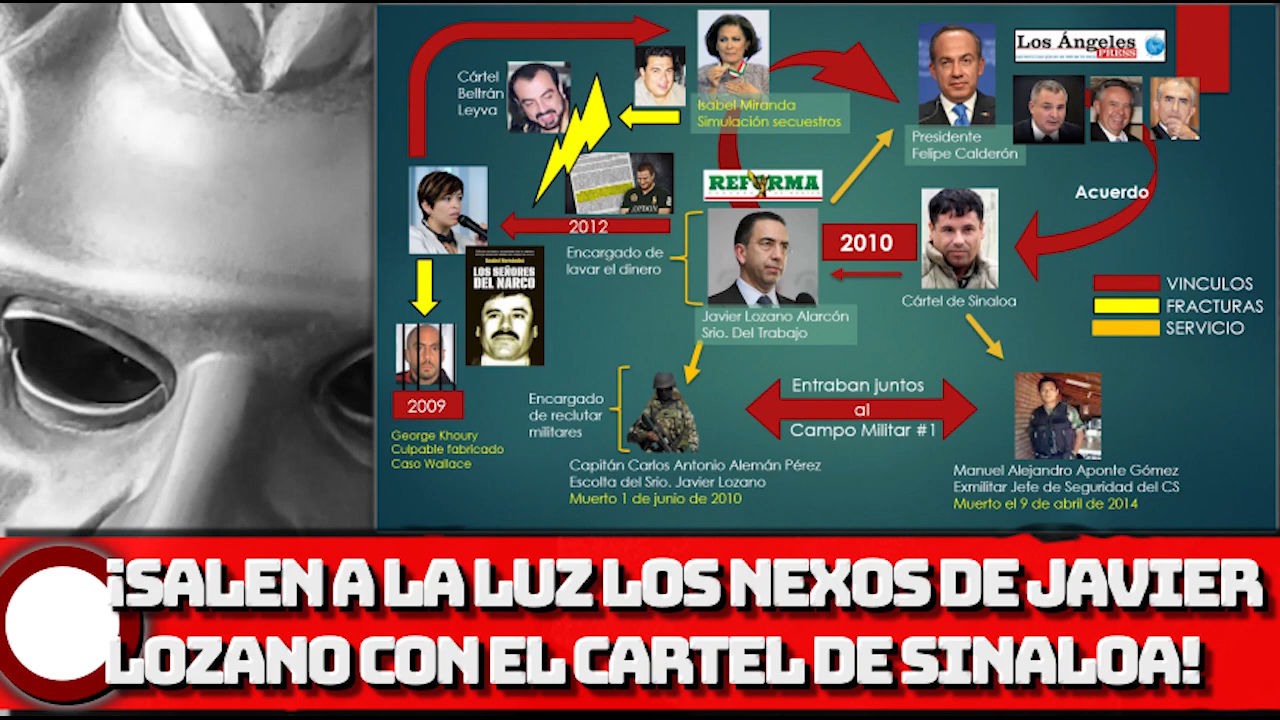 Los Ángeles
PRESS
Cártel
Beltrán
Leyva
Isabel Miranda
Simulación secuestros
Presidente
Felipe Calderón
REFORMA
Acuerdo
2012
2010
Encargado de
lavar el dinero
LOS SEÑORES
DEL NARCO
Cártel de Sinaloa
VINCULOS
FRACTURAS
SERVICIO
Javier Lozano Alarcón
Srio. Del Trabajo
2009
George Khoury
Culpable fabricado
Caso Wallace
Encargado
de reclutar
militares
Entraban juntos
al
Campo Militar #1
Capitán Carlos Antonio Alemán Pérez
Escolta del Srio. Javier Lozano
Muerto 1 de junio de 2010
Manuel Alejandro Aponte Gómez
Exmilitar Jefe de Seguridad del CS
Muerto el 9 de abril de 2014
¡SALEN A LA LUZ LOS NEXOS DE JAVIER
LOZANO CON EL CARTEL DE SINALOA!